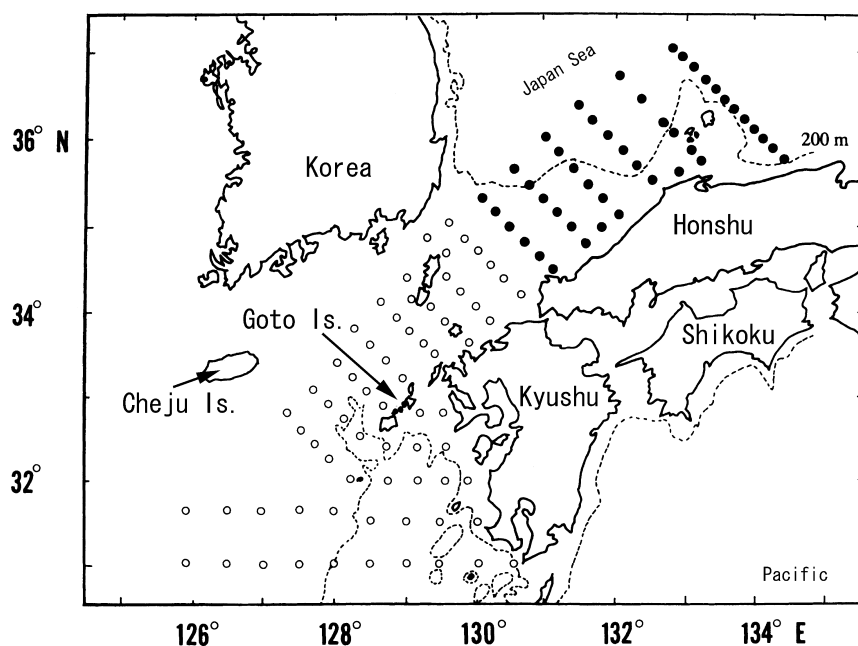 Japan Sea
36° N
200 m
Korea
Honshu
34°
Goto Is.
Shikoku
Cheju Is.
Kyushu
32°
Pacific
126°
128°
130°
132°
134° E